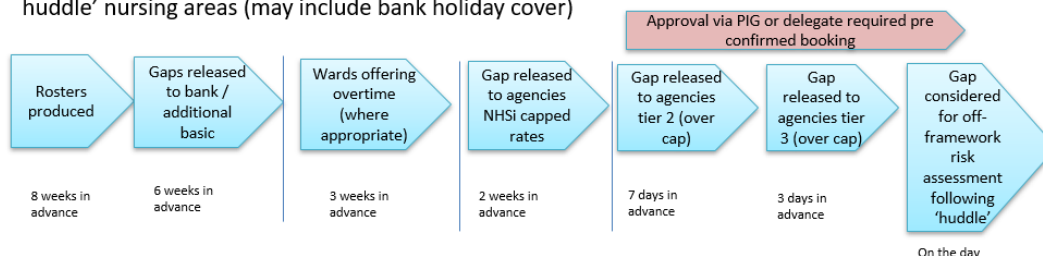 huddle’ nursing areas (may include bank holiday cover)
Approval via PIG or delegate required pre
confirmed booking
Rosters
produced
Gaps released
to bank /
additional
basic
Wards offering
overtime
(where
appropriate)
Gap released
to agencies
NHSi capped
rates
Gap released
to agencies
tier 2 (over
cap)
Gap
released to
agencies tier
3 (over cap)
Gap
considered
for off-
framework
risk
assessment
following
‘huddle’
8 weeks in
advance
6 weeks in
advance
3 weeks in
advance
2 weeks in
advance
7 days in
advance
3 days in
advance
On the day